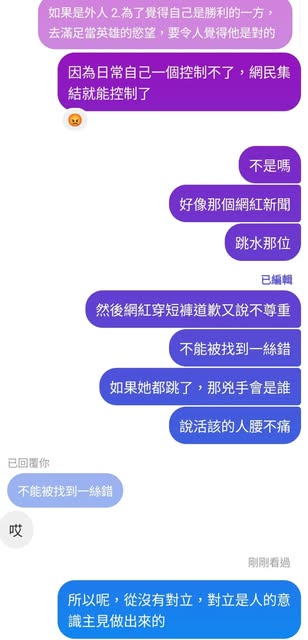 如果是外人 2.為了覺得自己是勝利的一方，
去滿足當英雄的慾望，要令人覺得他是對的
因為日常自己一個控制不了，網民集
結就能控制了
不是嗎
好像那個網紅新聞
跳水那位
已編輯
然後網紅穿短褲道歉又說不尊重
不能被找到一絲錯
如果她都跳了，那兇手會是誰
說活該的人腰不痛
已回覆你
不能被找到一絲錯
哎
剛剛看過
所以呢，從沒有對立，對立是人的意
識主見做出來的